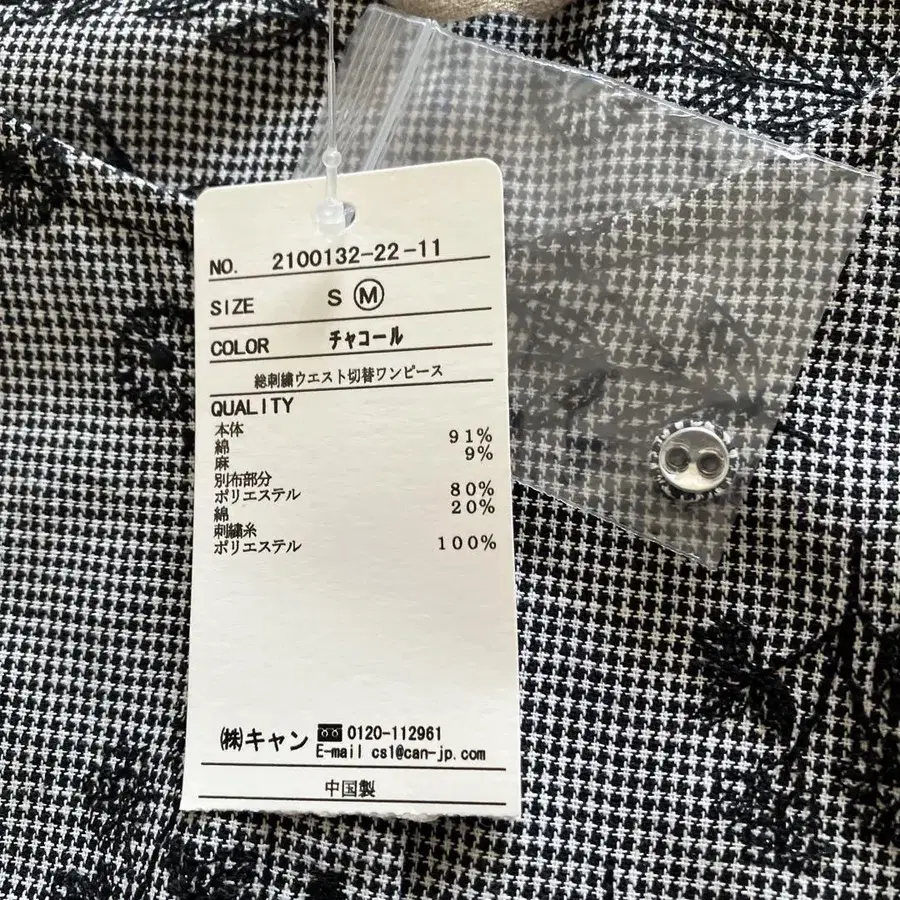 NO. 2100132-22-11
SIZE S Ⓜ
COLOR チャコール
総刺繍ウエスト切替ワンピース
QUALITY
本体
綿 91%
麻 9%
別布部分
ポリエステル 80%
綿 20%
刺繍糸
ポリエステル 100%
㈱キャン 0120-112961
E-mail cs1@can-jp.com
中国製